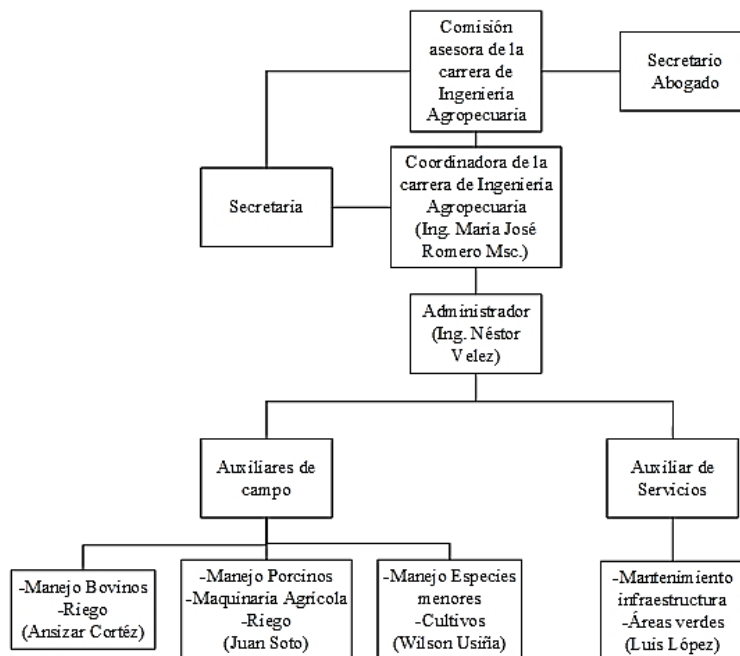 Comisión
asesora de la
carrera de
Ingeniería
Agropecuaria
Secretario
Abogado
Secretaria
Coordinadora de la
carrera de Ingeniería
Agropecuaria
(Ing. María José
Romero Msc.)
Administrador
(Ing. Néstor
Velez)
Auxiliares de
campo
Auxiliar de
Servicios
-Manejo Bovinos
-Riego
(Ansizar Cortéz)
-Manejo Porcinos
-Maquinaria Agrícola
-Riego
(Juan Soto)
-Manejo Especies
menores
-Cultivos
(Wilson Usiña)
-Mantenimiento
infraestructura
-Áreas verdes
(Luis López)